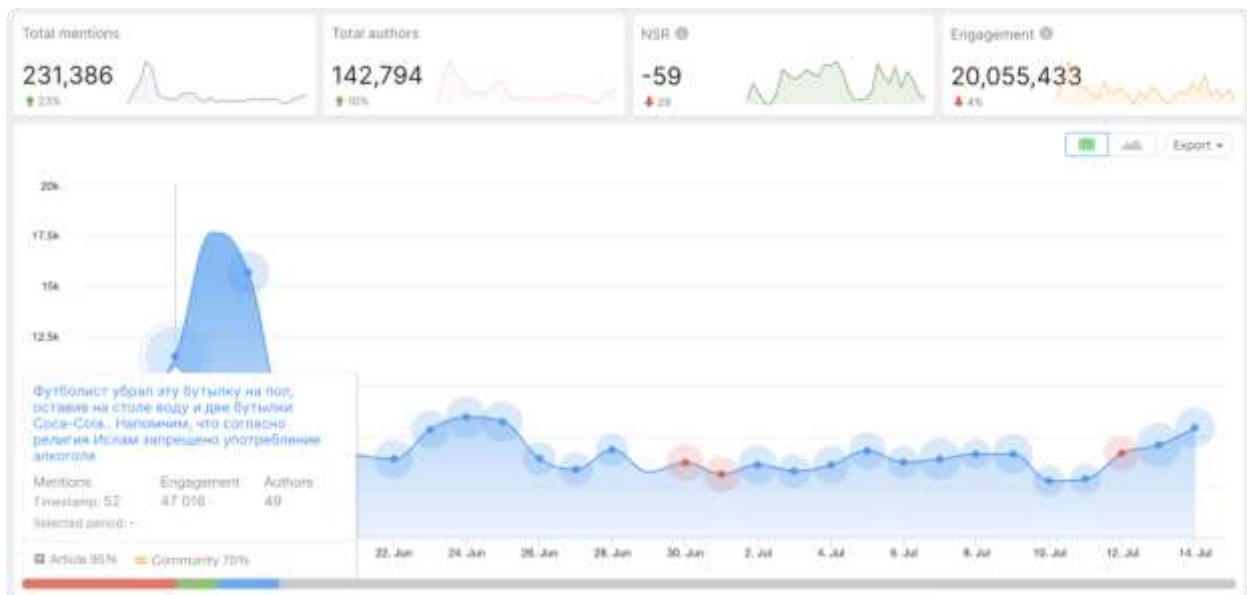 Total mentions
Total authors
NSR
Engagement
231,386
142,794
-59
20,055,433
23%
10%
4%
Export
20k
17.5k
15k
12.5k
Футболист убрал эту бутылку на пол,
оставив на столе воду и две бутылки
Coca-Cola.. Напомним, что согласно
религия Ислам запрещено употребление
алкоголя
Mentions
Engagement
Authors
Timestamp: 52
47 016
49
Selected period: -
Article 95%
Community 70%
22. Jun
24. Jun
26. Jun
28. Jun
30. Jun
2. Jul
4. Jul
6. Jul
8. Jul
10. Jul
12. Jul
14. Jul